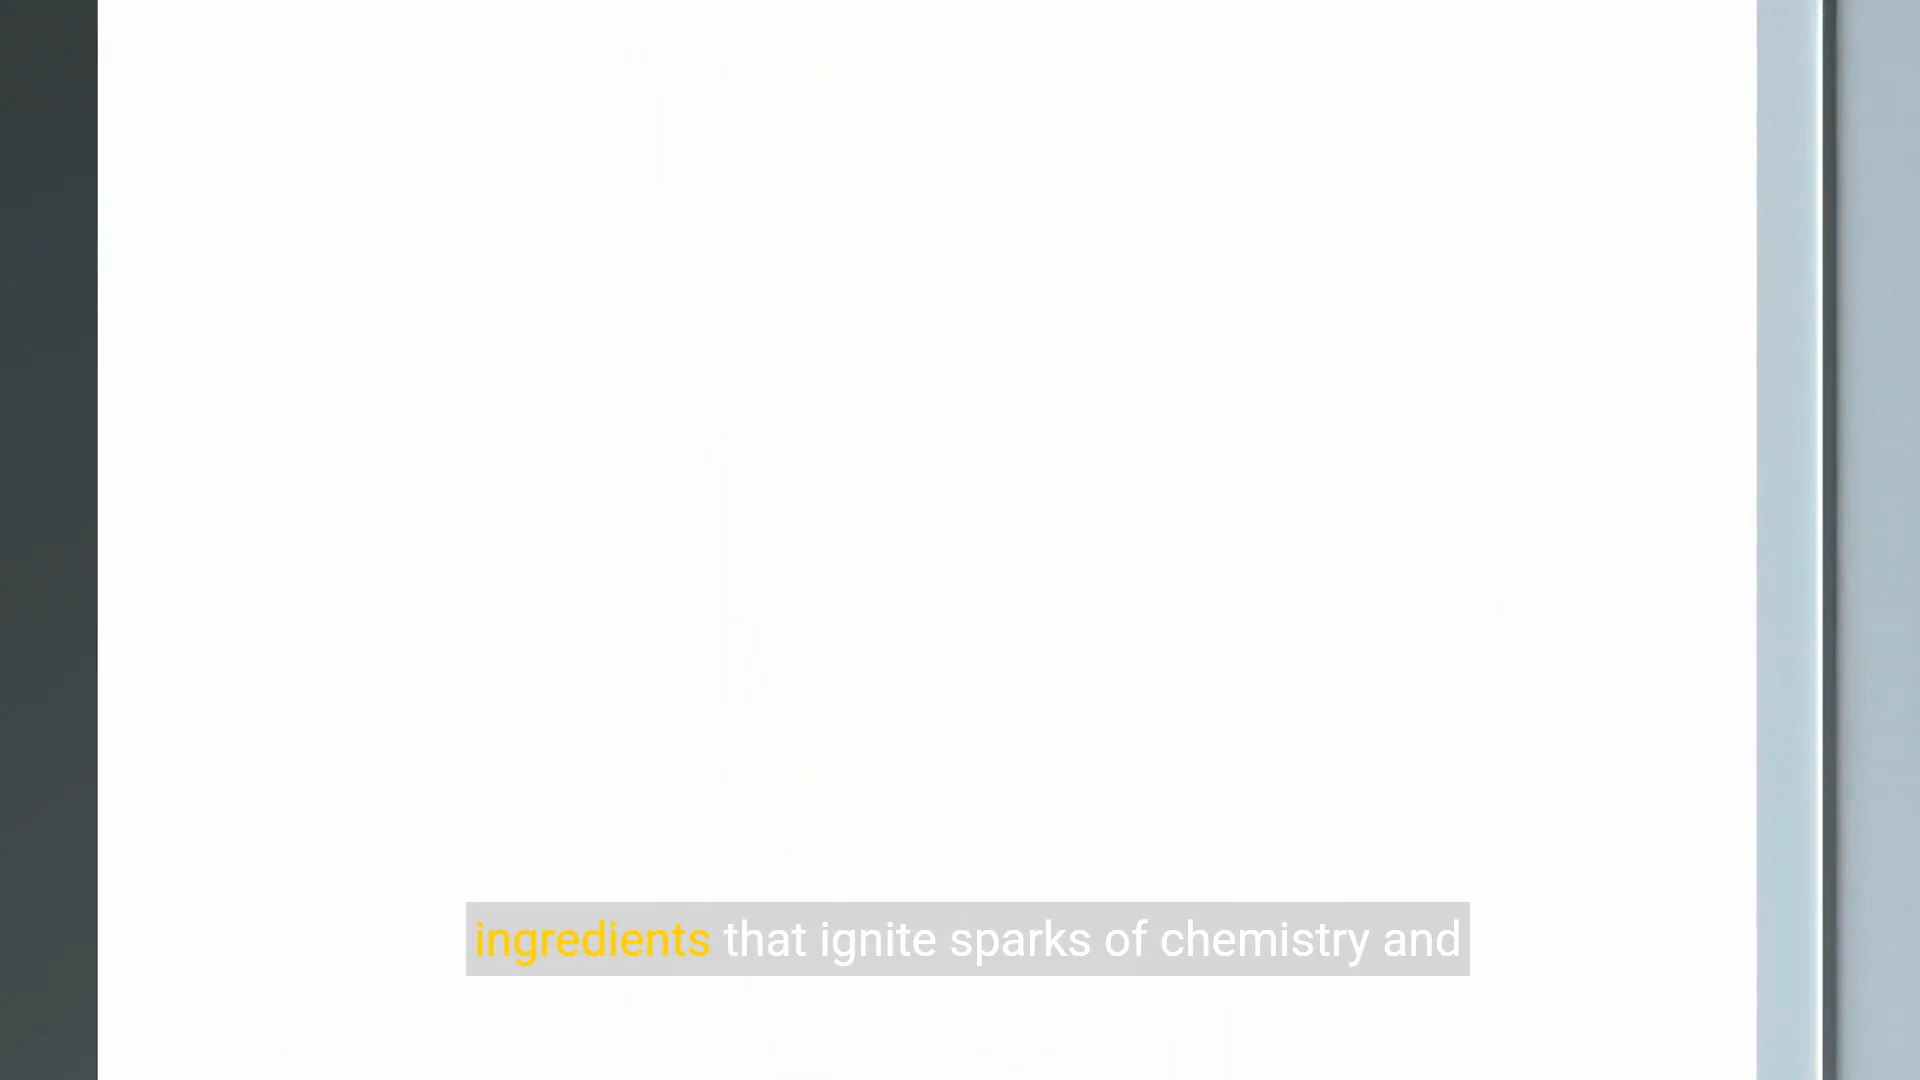 ingredients that ignite sparks of chemistry and